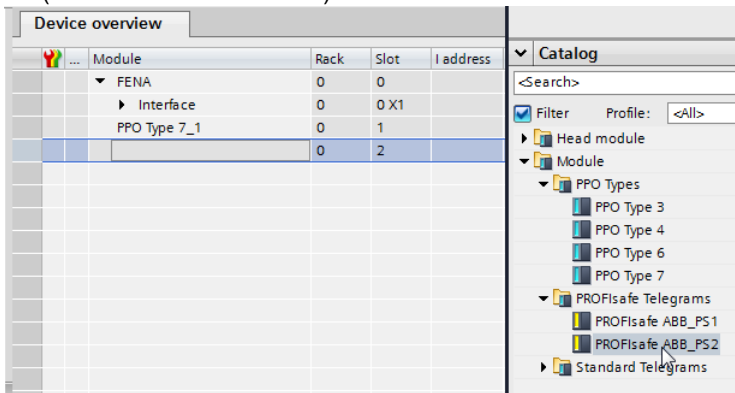 Device overview
... Module Rack Slot I address
FENA 0 0
Interface 0 0 X1
PPO Type 7_1 0 1
0 2
Catalog
<Search>
Filter Profile: <All>
Head module
Module
PPO Types
PPO Type 3
PPO Type 4
PPO Type 6
PPO Type 7
PROFIsafe Telegrams
PROFIsafe ABB_PS1
PROFIsafe ABB_PS2
Standard Telegrams